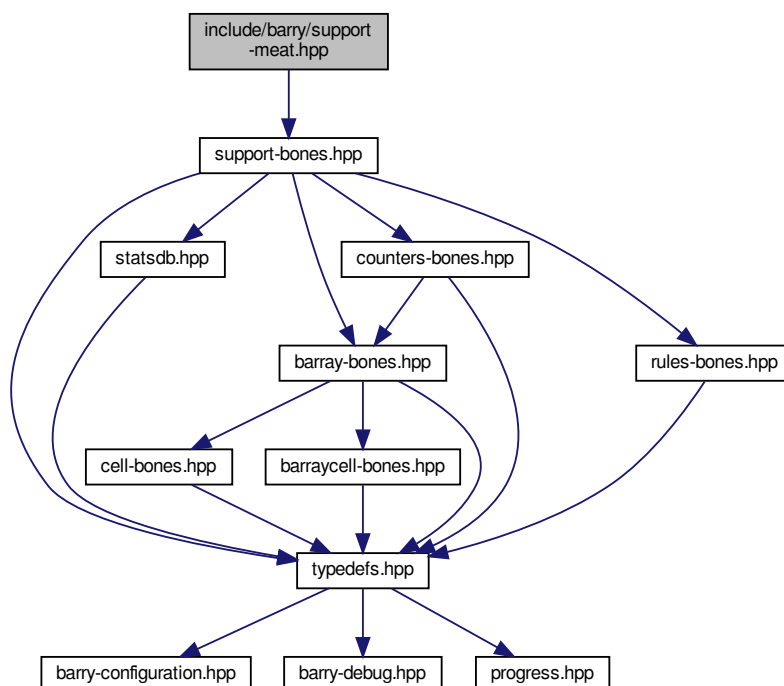 include/barry/support
-meat.hpp
support-bones.hpp
statsdb.hpp
counters-bones.hpp
barray-bones.hpp
rules-bones.hpp
cell-bones.hpp
barraycell-bones.hpp
typedefs.hpp
barry-configuration.hpp
barry-debug.hpp
progress.hpp